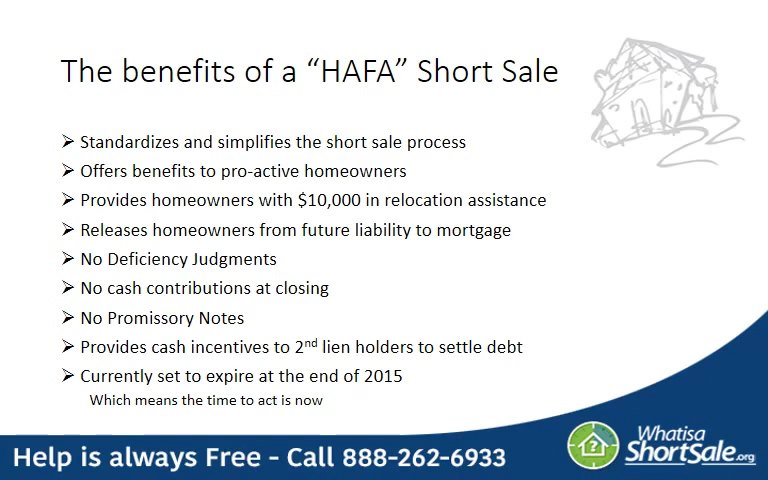 The benefits of a “HAFA” Short Sale
➢ Standardizes and simplifies the short sale process
➢ Offers benefits to pro-active homeowners
➢ Provides homeowners with $10,000 in relocation assistance
➢ Releases homeowners from future liability to mortgage
➢ No Deficiency Judgments
➢ No cash contributions at closing
➢ No Promissory Notes
➢ Provides cash incentives to 2nd lien holders to settle debt
➢ Currently set to expire at the end of 2015
Which means the time to act is now
Help is always Free - Call 888-262-6933
?
Whatisa
ShortSale.org